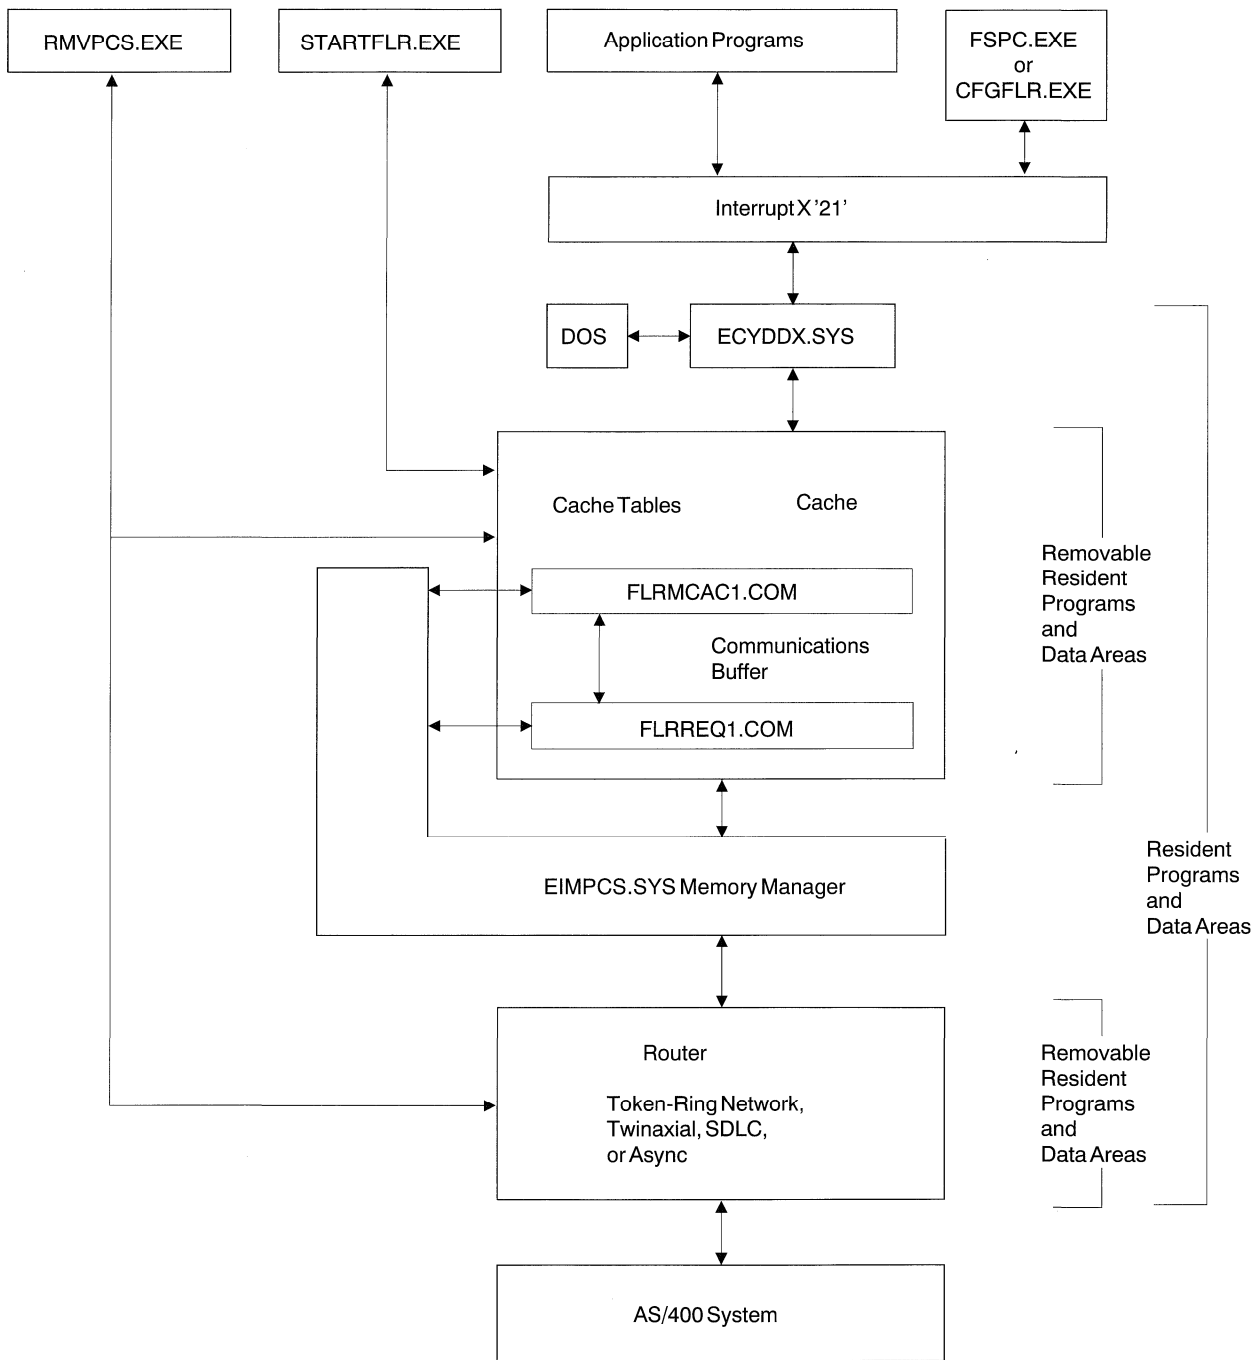 RMVPCS.EXE
STARTFLR.EXE
Application Programs
FSPC.EXE
or
CFGFLR.EXE
Interrupt X '21'
DOS
ECYDDX.SYS
Cache Tables
Cache
FLRMCAC1.COM
Communications
Buffer
FLRREQ1.COM
Removable
Resident
Programs
and
Data Areas
EIMPCS.SYS Memory Manager
Resident
Programs
and
Data Areas
Router
Token-Ring Network,
Twinaxial, SDLC,
or Async
Removable
Resident
Programs
and
Data Areas
AS/400 System